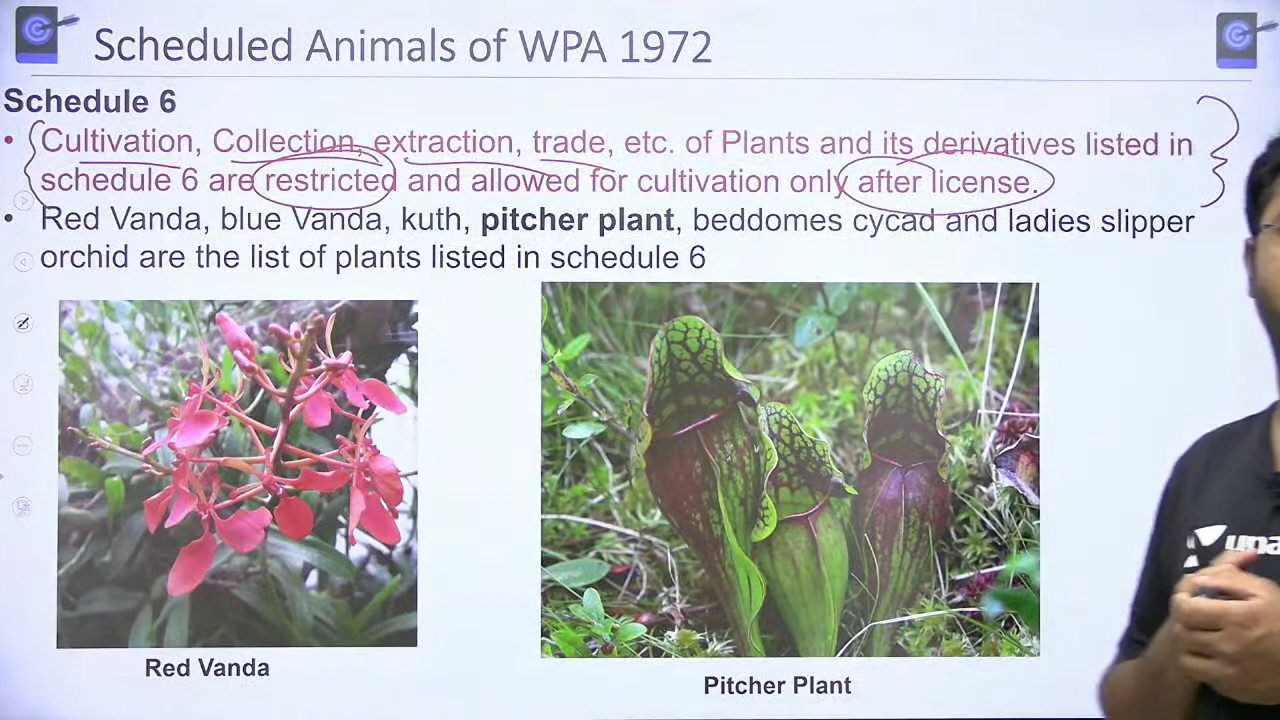 Scheduled Animals of WPA 1972
Schedule 6
• Cultivation, Collection, extraction, trade, etc. of Plants and its derivatives listed in
schedule 6 are restricted and allowed for cultivation only after license.
• Red Vanda, blue Vanda, kuth, pitcher plant, beddomes cycad and ladies slipper
orchid are the list of plants listed in schedule 6
Red Vanda
Pitcher Plant